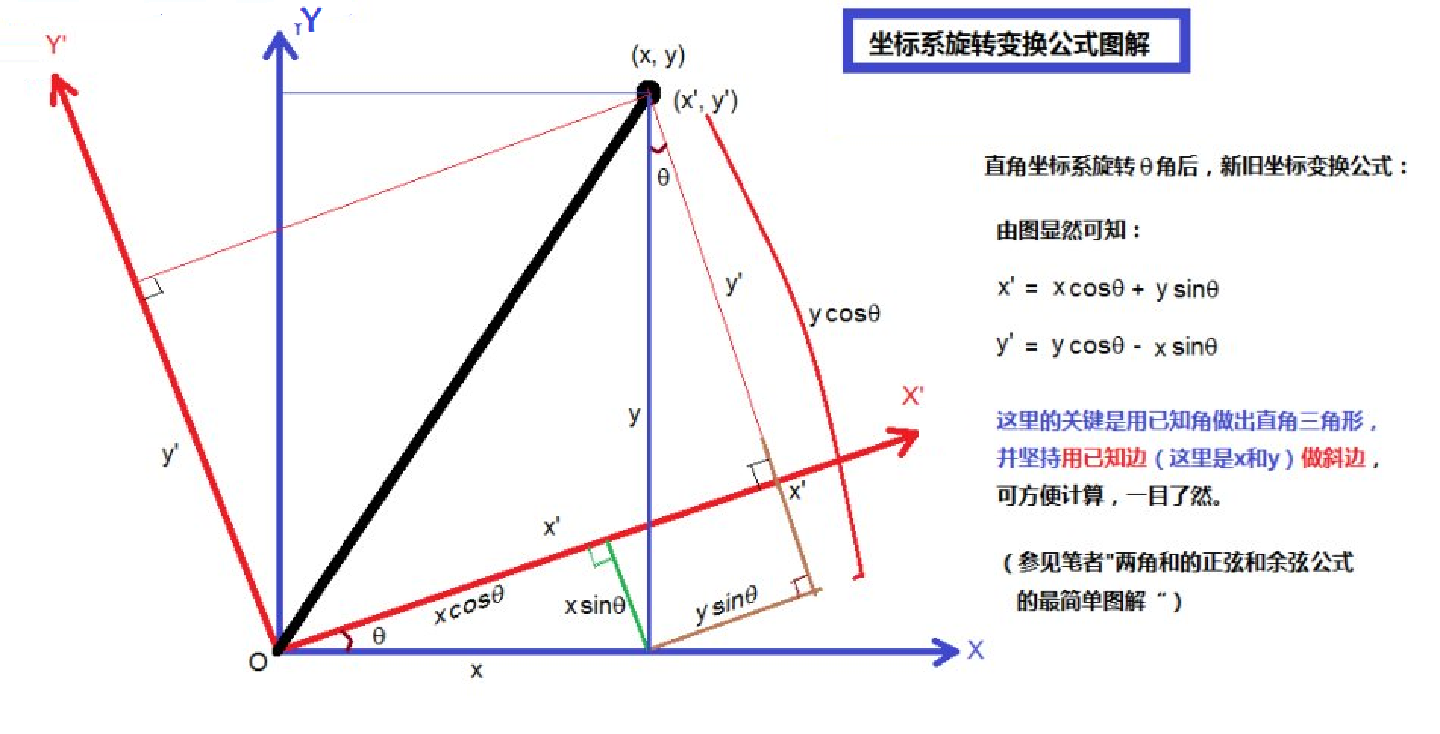 坐标系旋转变换公式图解
Y'
Y
Y
(x, y)
(x', y')
θ
直角坐标系旋转θ角后，新旧坐标变换公式：
由图显然可知：
x' = x cosθ + y sinθ
y' = y cosθ - x sinθ
y'
y cosθ
y
y'
X'
这里的关键是用已知角做出直角三角形，
并坚持用已知边（这里是x和y）做斜边，
可方便计算，一目了然。
x'
x'
x cosθ
x sinθ
y sinθ
θ
O
x
X
（参见笔者"两角和的正弦和余弦公式
的最简单图解 “ ）